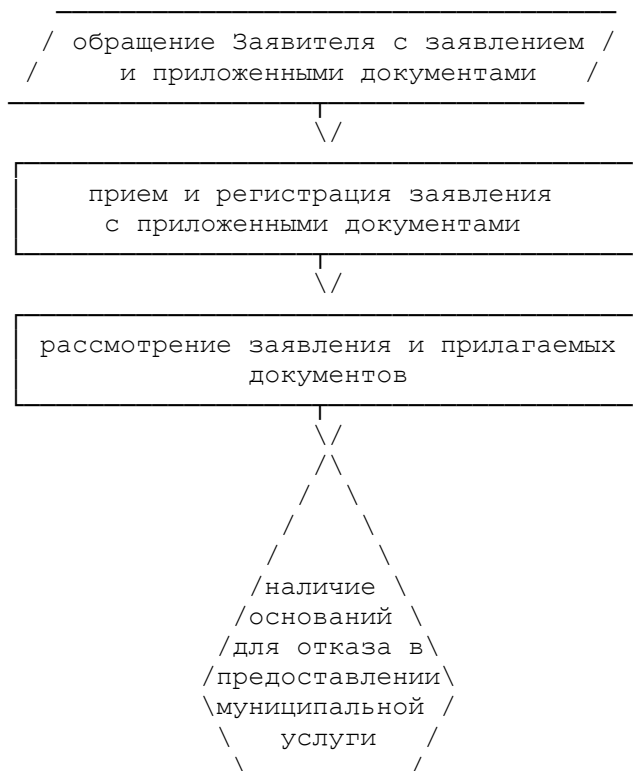 обращение Заявителя с заявлением
и приложенными документами
прием и регистрация заявления
с приложенными документами
рассмотрение заявления и прилагаемых
документов
наличие
оснований
для отказа в
предоставлении
муниципальной
услуги